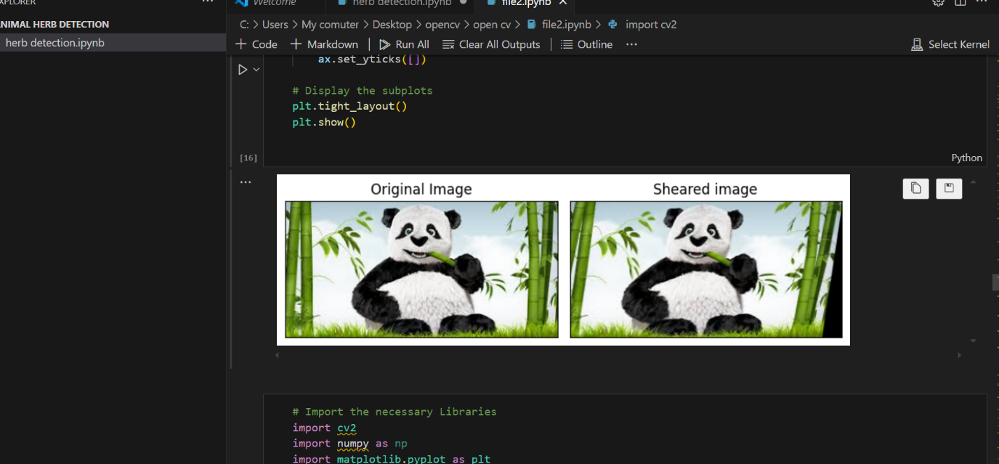 XPLORER
NIMAL HERB DETECTION
herb detection.ipynb
Welcome
herb detection.ipynb
file2.ipynb
C: > Users > My comuter > Desktop > opencv > open cv > file2.ipynb > import cv2
+ Code + Markdown | Run All Clear All Outputs | Outline ...
Select Kernel
ax.set_yticks([])
# Display the subplots
plt.tight_layout()
plt.show()
[16]
Python
...
Original Image
Sheared image
# Import the necessary Libraries
import cv2
import numpy as np
import matplotlib.pyplot as plt